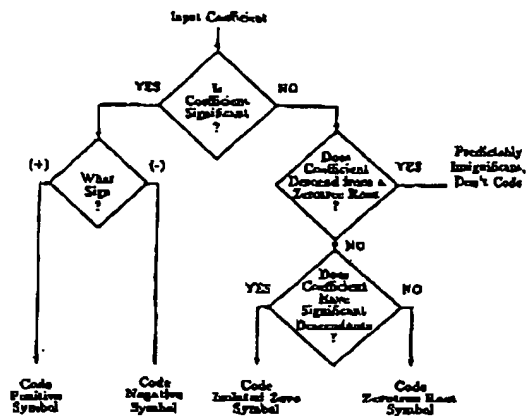 Input Coefficient
YES
NO
Is
Coefficient
Significant
?
(+)
(-)
What
Sign
?
Does
Coefficient
Descend from a
Zerotree Root
?
YES
Predictably
Insignificant,
Don't Code
NO
Does
Coefficient
Have
Significant
Descendants
?
YES
NO
Code
Positive
Symbol
Code
Negative
Symbol
Code
Isolated Zero
Symbol
Code
Zerotree Root
Symbol